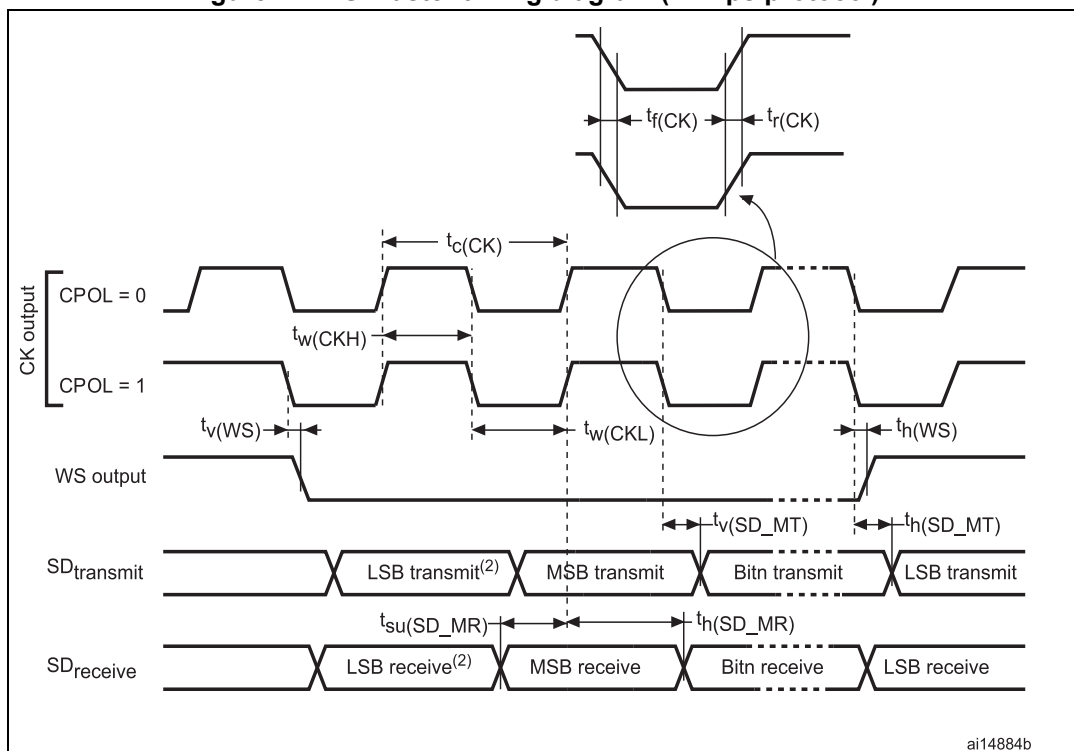 tf(CK) tr(CK)
tc(CK)
CK output
CPOL = 0
tw(CKH)
CPOL = 1
tv(WS) tw(CKL) th(WS)
WS output
tv(SD_MT) th(SD_MT)
SDtransmit LSB transmit(2) MSB transmit Bitn transmit LSB transmit
tsu(SD_MR) th(SD_MR)
SDreceive LSB receive(2) MSB receive Bitn receive LSB receive
ai14884b